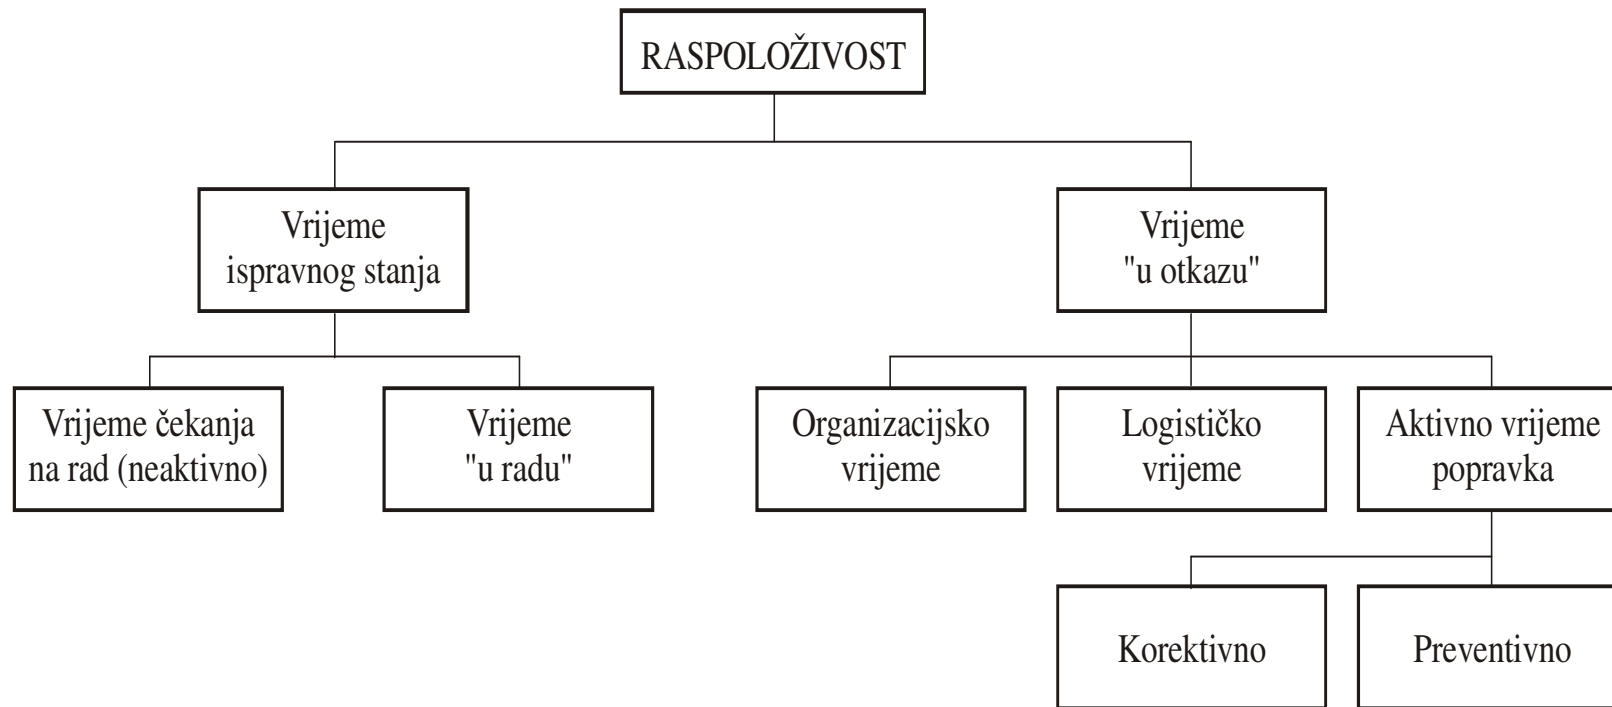 RASPOLOŽIVOST
Vrijeme
ispravnog stanja
Vrijeme
"u otkazu"
Vrijeme čekanja
na rad (neaktivno)
Vrijeme
"u radu"
Organizacijsko
vrijeme
Logističko
vrijeme
Aktivno vrijeme
popravka
Korektivno
Preventivno